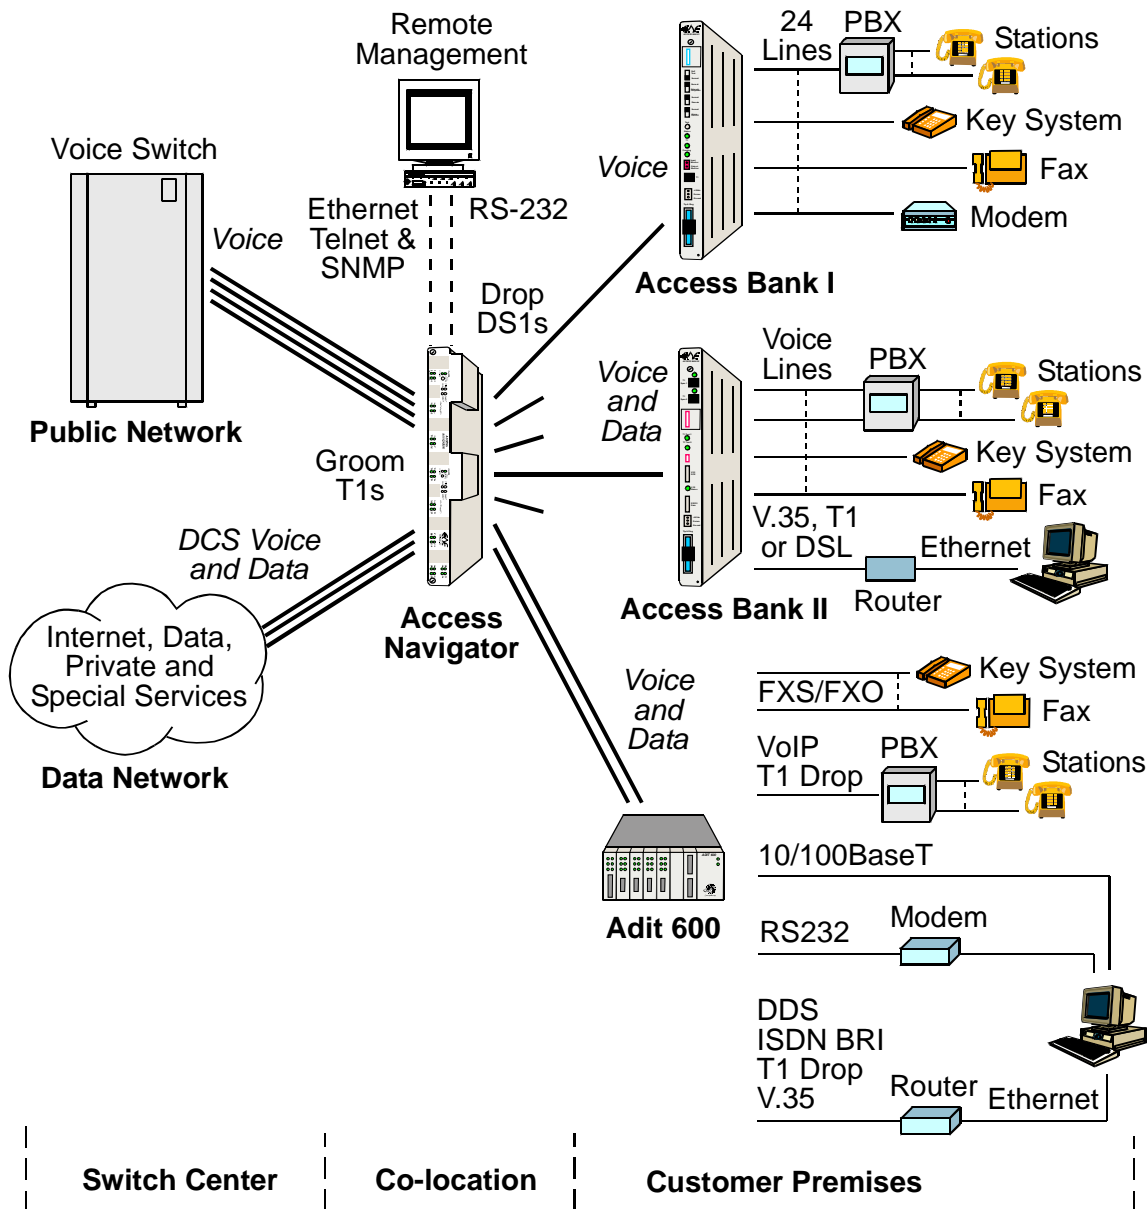 Remote
Management
Voice Switch
Voice
Ethernet
Telnet &
SNMP
RS-232
Public Network
Drop
DS1s
Groom
T1s
DCS Voice
and Data
Internet, Data,
Private and
Special Services
Data Network
Access
Navigator
Voice
24
Lines
PBX
Stations
Key System
Fax
Modem
Access Bank I
Voice
and
Data
Voice
Lines
PBX
Stations
Key System
Fax
V.35, T1
or DSL
Ethernet
Router
Access Bank II
Voice
and
Data
Key System
FXS/FXO
Fax
VoIP
T1 Drop
PBX
Stations
10/100BaseT
Adit 600
RS232
Modem
DDS
ISDN BRI
T1 Drop
V.35
Router
Ethernet
Switch Center
Co-location
Customer Premises